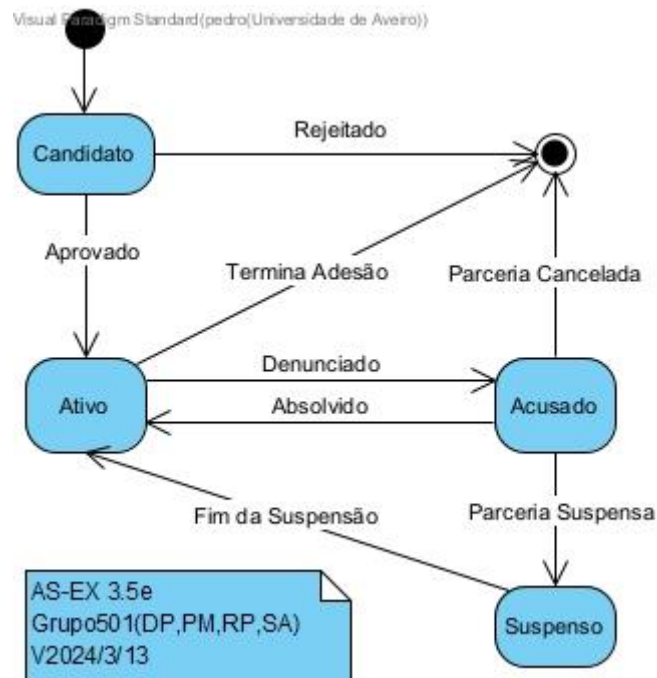 Visual Paradigm Standard(pedro(Universidade de Aveiro))
Candidato
Rejeitado
Aprovado
Termina Adesão
Parceria Cancelada
Denunciado
Ativo
Absolvido
Acusado
Fim da Suspensão
Parceria Suspensa
AS-EX 3.5e
Grupo501(DP,PM,RP,SA)
V2024/3/13
Suspenso